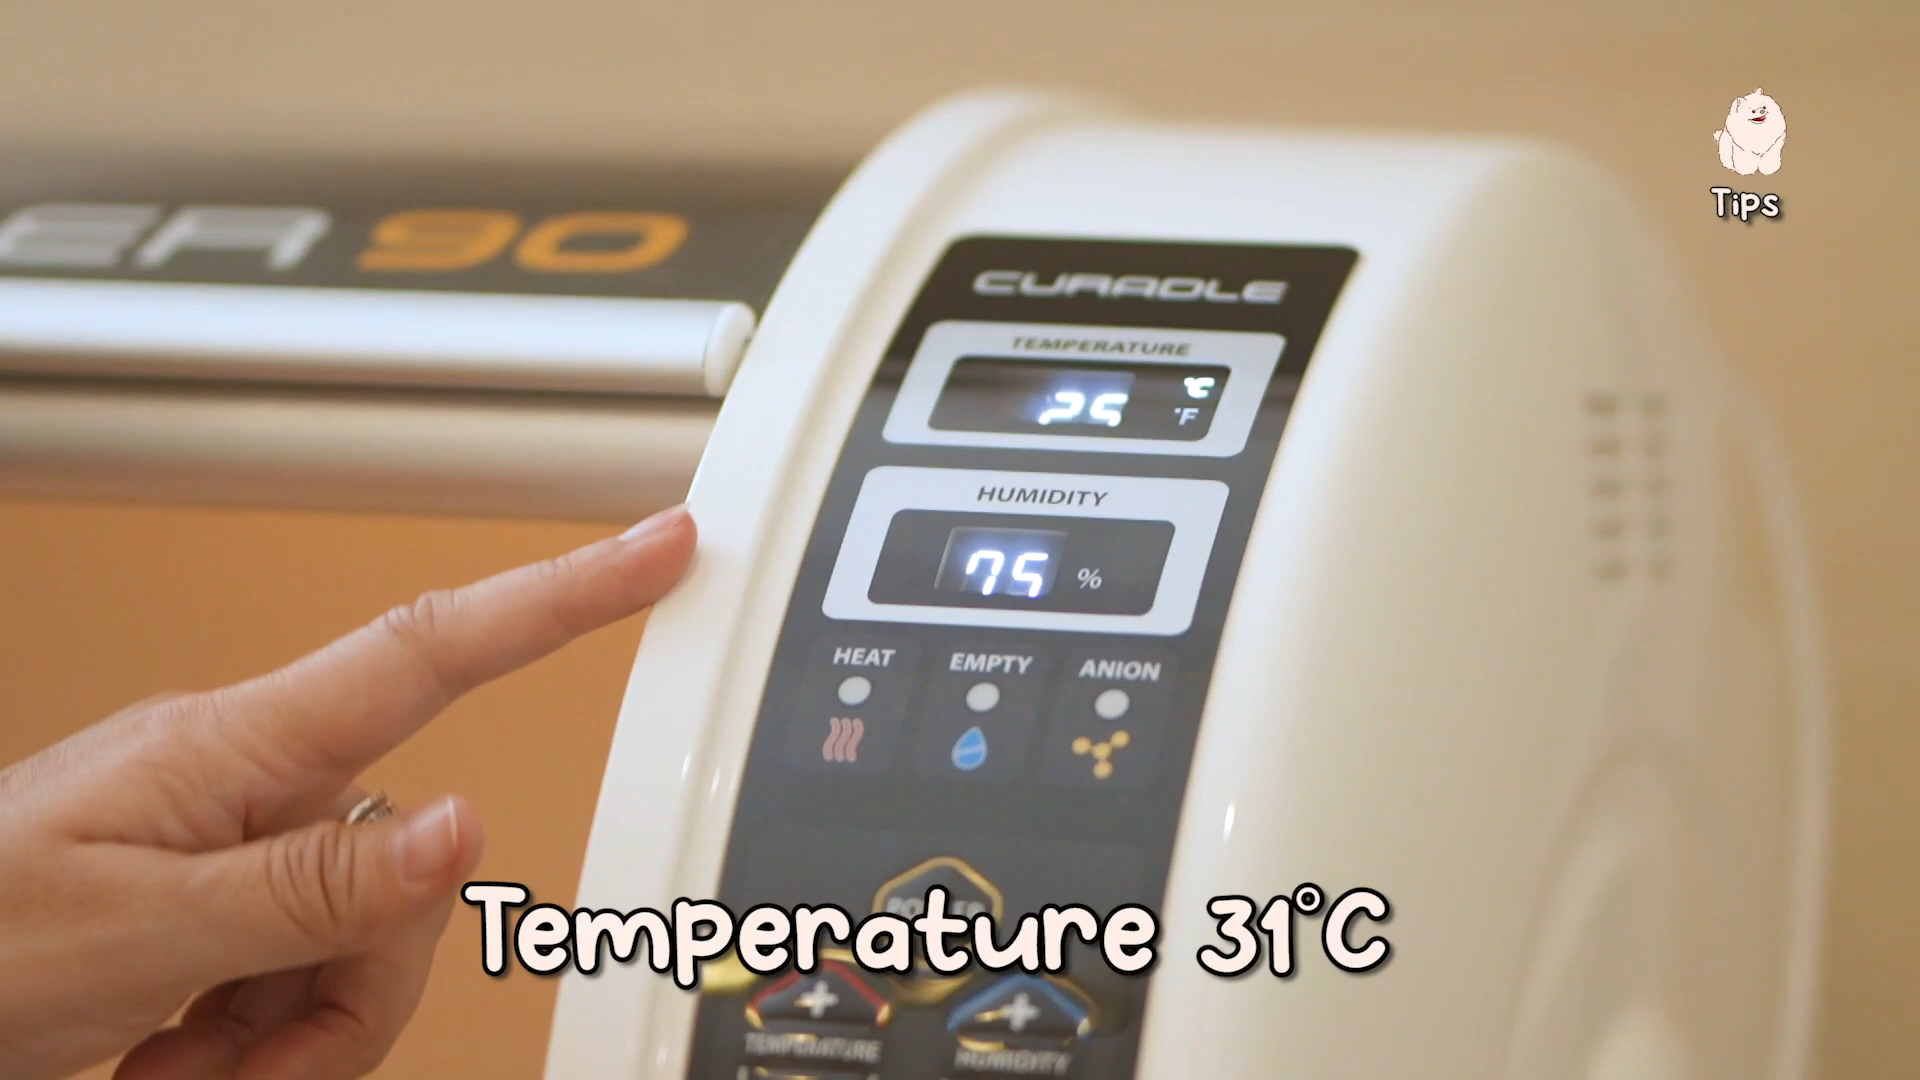 Tips
EA 90
CURADLE
TEMPERATURE
25 °C
°F
HUMIDITY
75 %
HEAT EMPTY ANION
Temperature 31°C
+ +
TEMPERATURE HUMIDITY